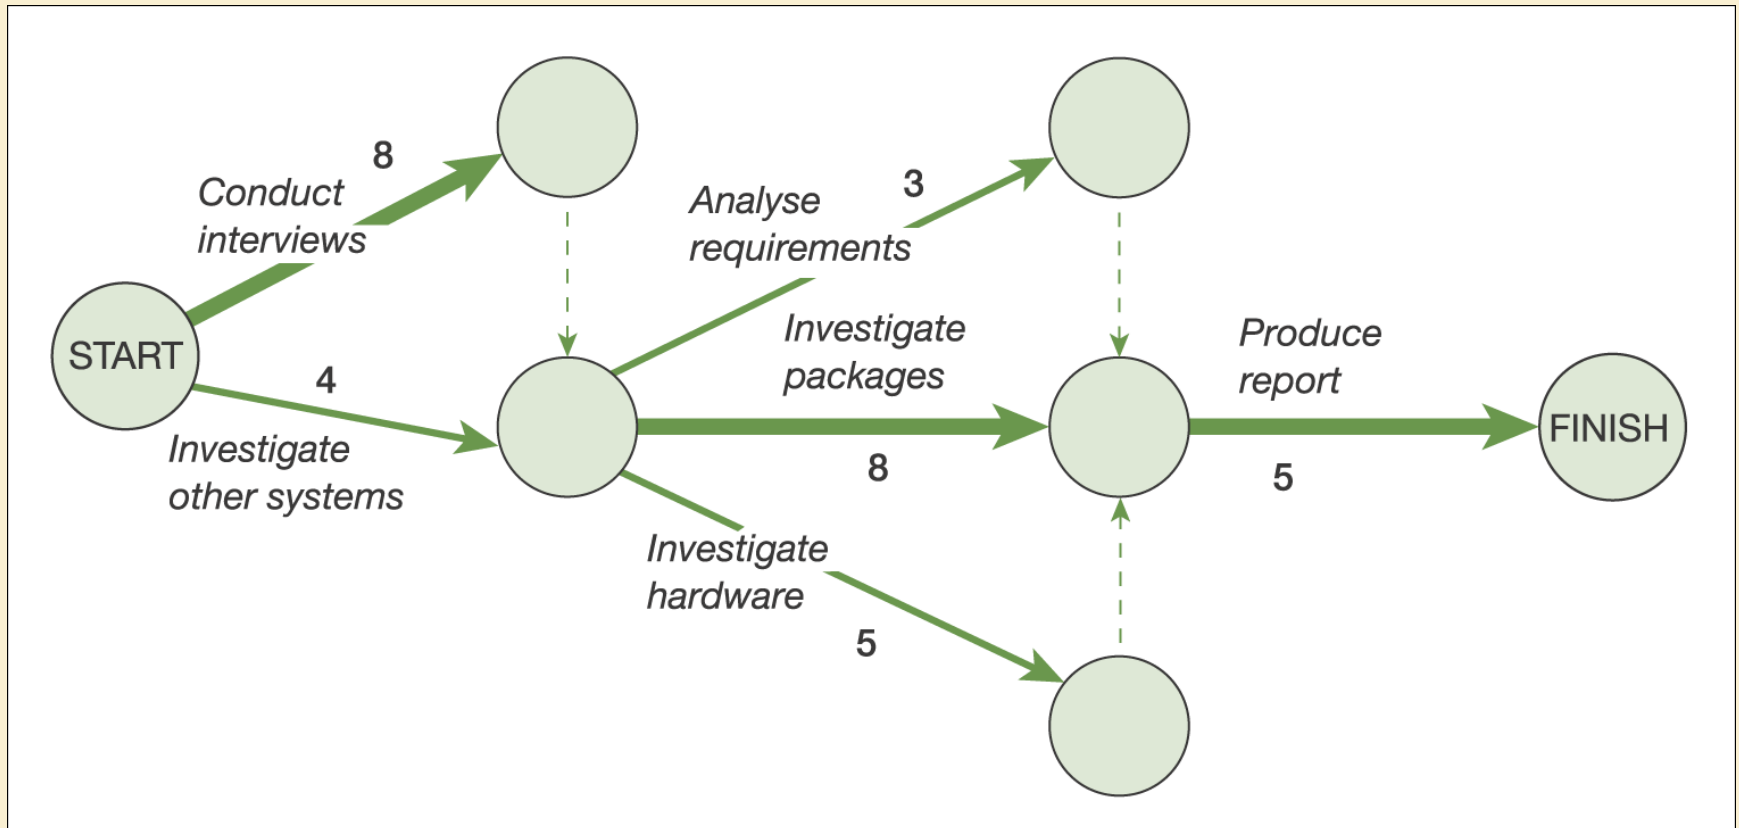 8
Conduct
interviews
START
4
Investigate
other systems
3
Analyse
requirements
Investigate
packages
8
Investigate
hardware
5
Produce
report
5
FINISH